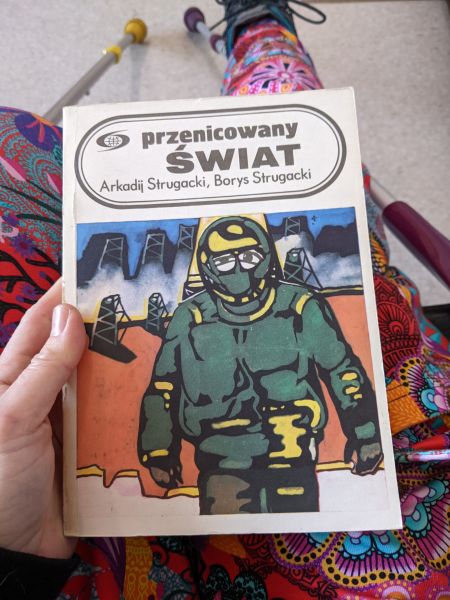 przenicowany
ŚWIAT
Arkadij Strugacki, Borys Strugacki